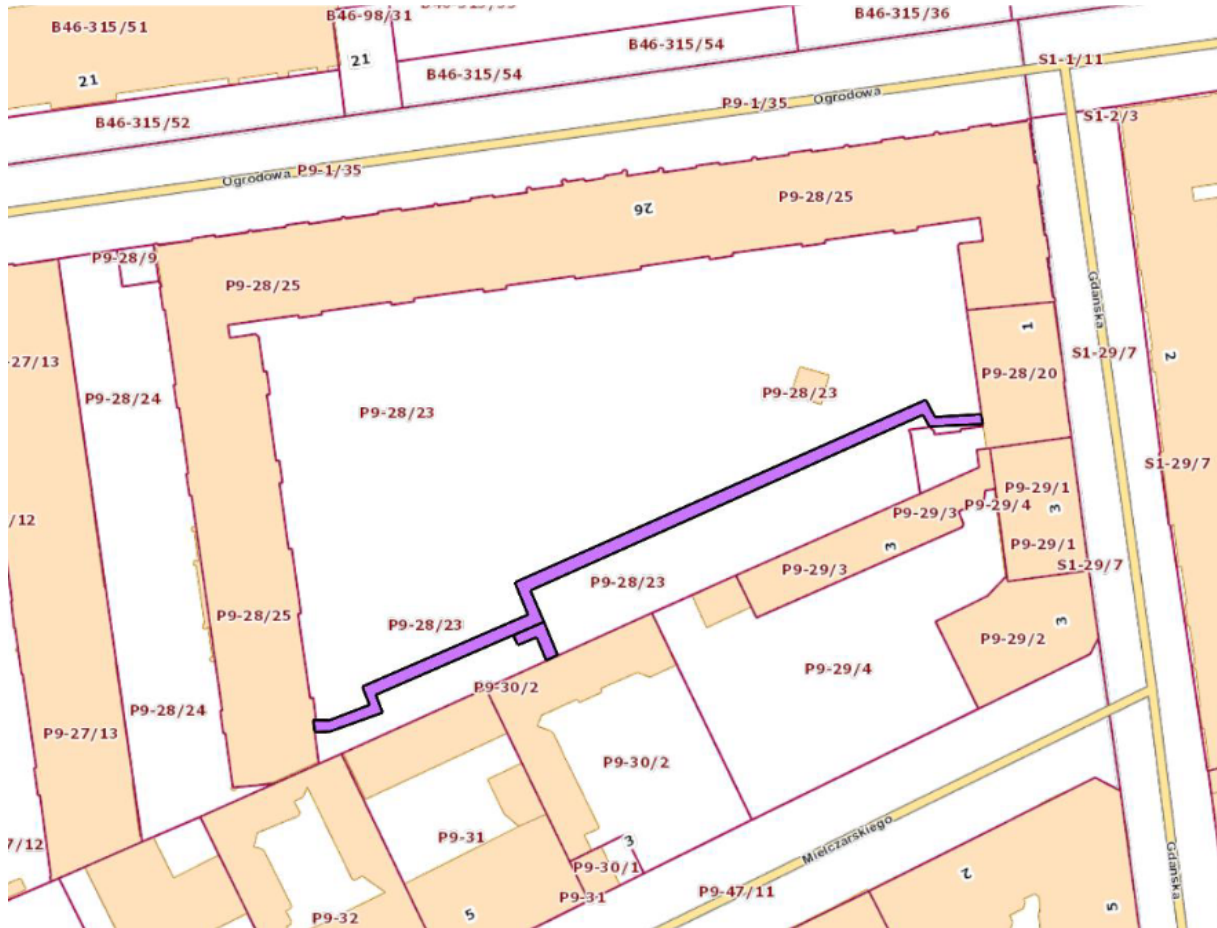 B46-315/51
B46-98/31
B46-315/36
21
21
B46-315/54
B46-315/54
S1-1/11
B46-315/52
P9-1/35
Ogrodowa
S1-2/3
Ogrodowa
P9-1/35
26
P9-28/25
P9-28/9
P9-28/25
Gdańska
1
-27/13
S1-29/7
2
P9-28/20
P9-28/24
P9-28/23
P9-28/23
S1-29/7
P9-29/1
P9-29/3
P9-29/4
3
/12
P9-29/1
3
P9-29/3
S1-29/7
P9-28/23
P9-28/25
P9-28/23
3
P9-29/2
P9-29/4
P9-30/2
P9-28/24
P9-27/13
P9-30/2
P9-31
3
Mielczarskiego
7/12
P9-30/1
Gdańska
P9-31
P9-47/11
2
P9-32
5
5